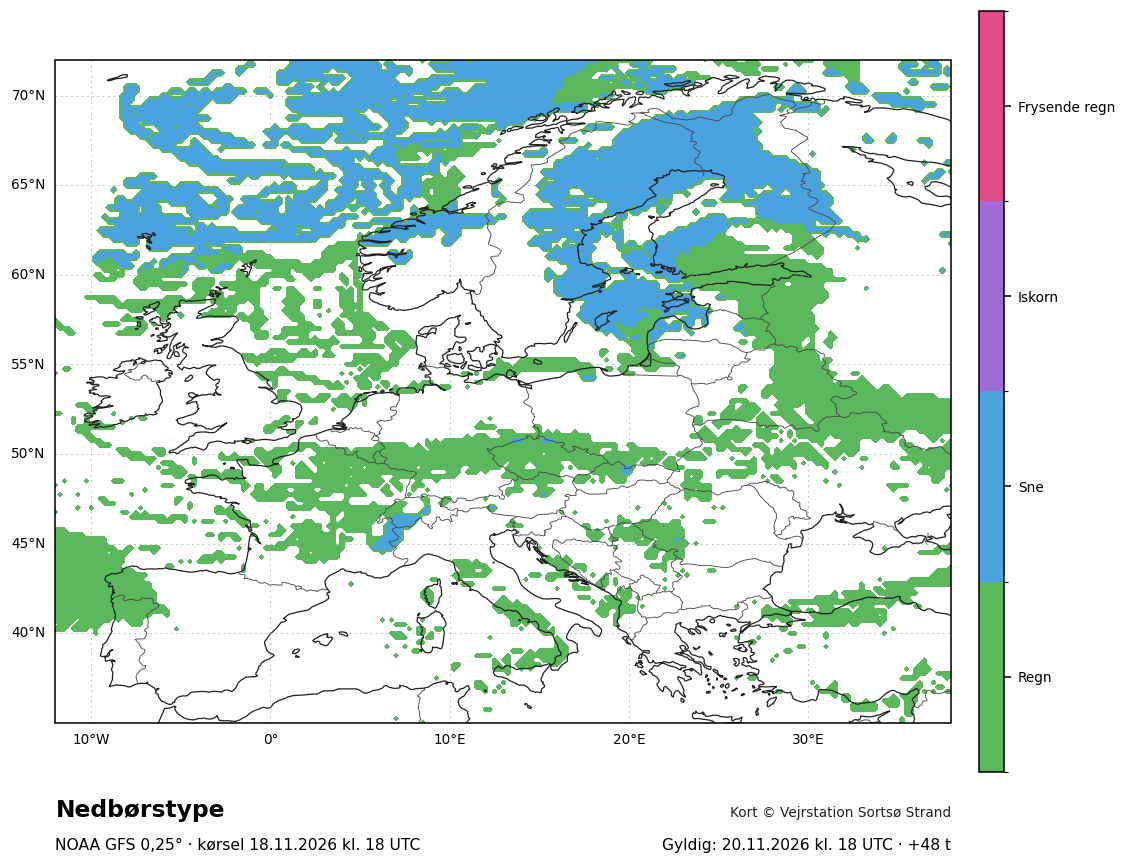 70°N
65°N
60°N
55°N
50°N
45°N
40°N
10°W
0°
10°E
20°E
30°E
Frysende regn
Iskorn
Sne
Regn
Nedbørstype
Kort © Vejrstation Sortsø Strand
NOAA GFS 0,25° · kørsel 18.11.2026 kl. 18 UTC
Gyldig: 20.11.2026 kl. 18 UTC · +48 t